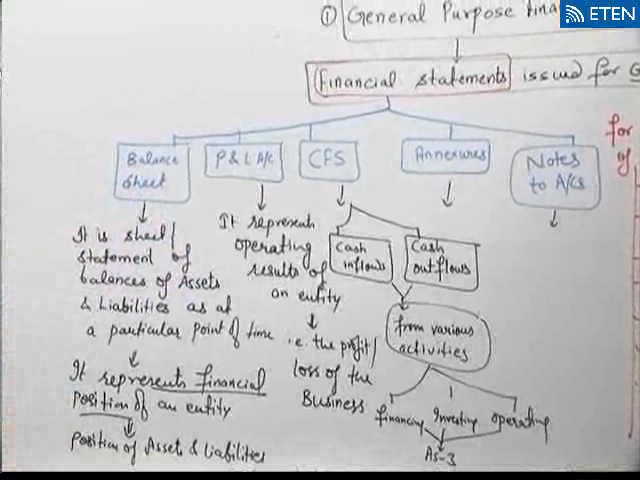 ETEN
① General Purpose Fina
Financial statements issued for G
for
of
Balance
Sheet
P & L A/c
CFS
Annexures
Notes
to A/cs
It is sheet/
statement of
balances of Assets
& Liabilities as at
a particular point of time
It represents financial
position of an entity
Position of Assets & Liabilities
It represents
operating
results of
an entity
i.e. the profit/
loss of the
Business
Cash
inflows
Cash
outflows
from various
activities
financing
Investing
operating
As-3